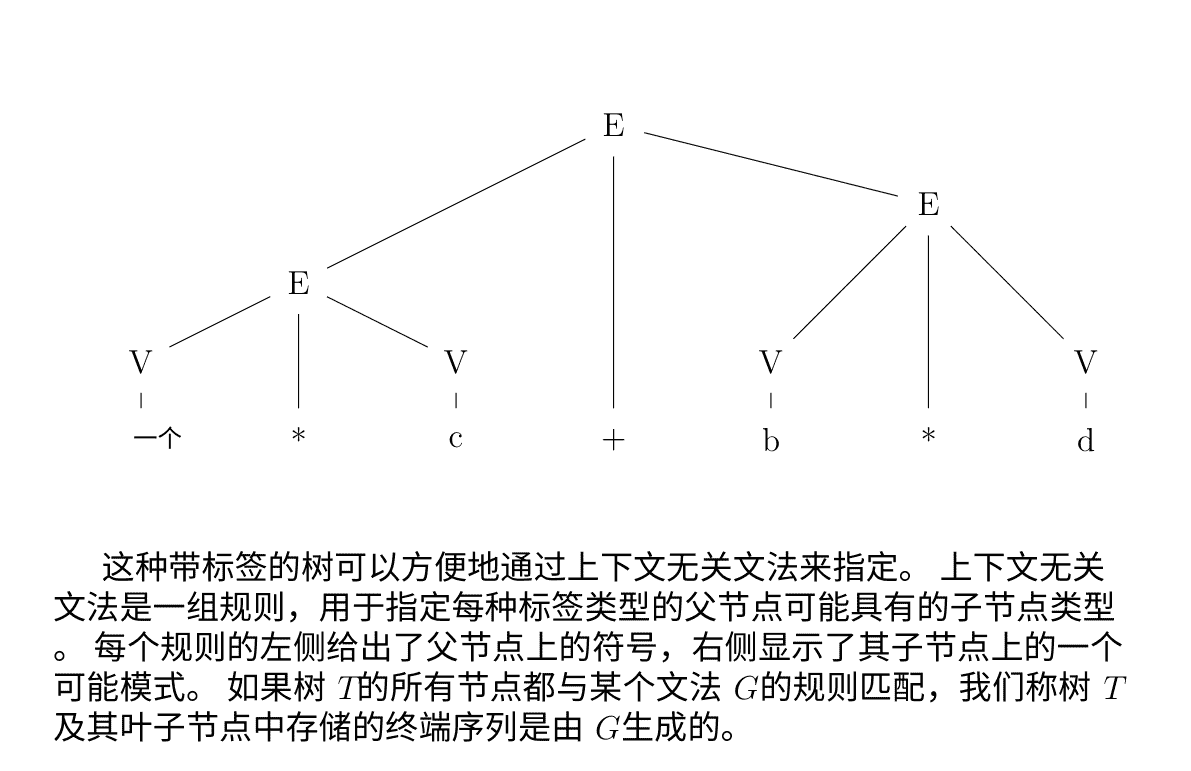 E
E
E
V V V V
一个 * c + b * d
这种带标签的树可以方便地通过上下文无关文法来指定。 上下文无关
文法是一组规则，用于指定每种标签类型的父节点可能具有的子节点类型
。 每个规则的左侧给出了父节点上的符号，右侧显示了其子节点上的一个
可能模式。 如果树 T的所有节点都与某个文法 G的规则匹配，我们称树 T
及其叶子节点中存储的终端序列是由 G生成的。